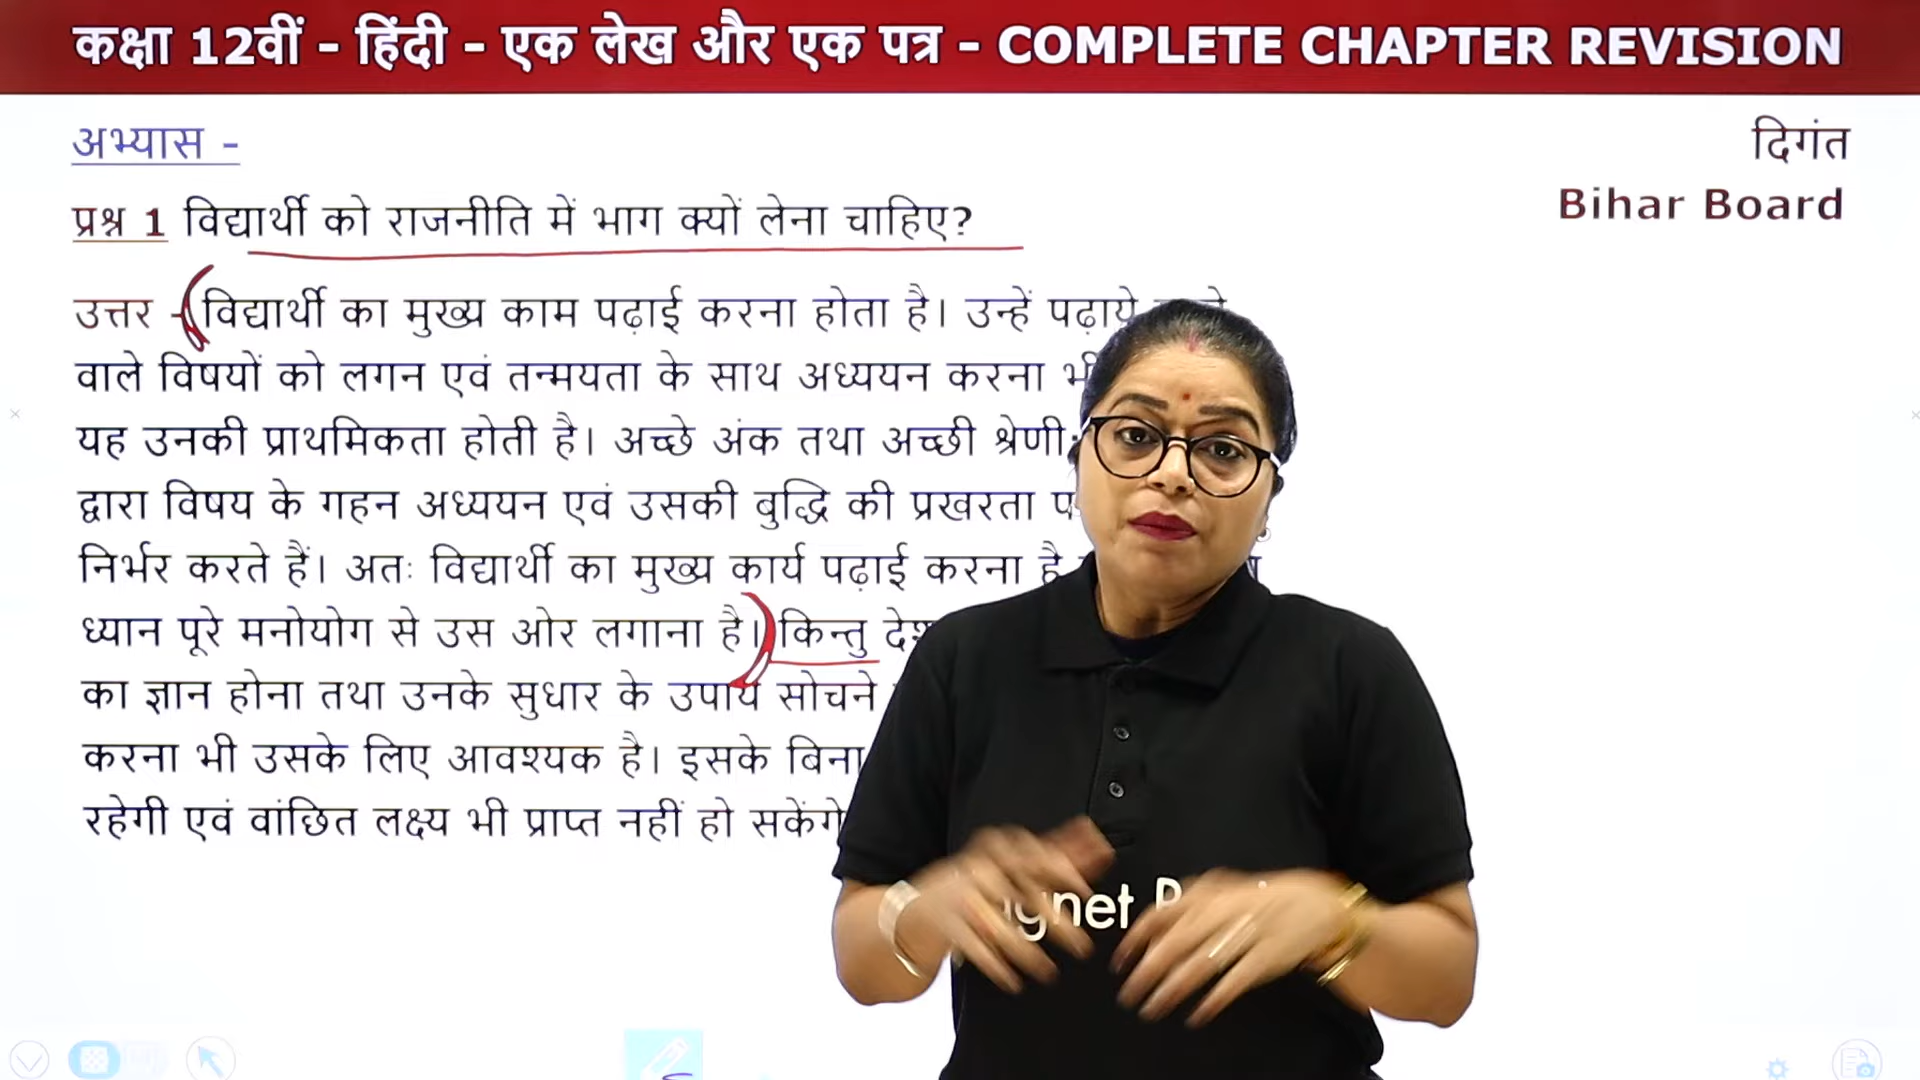 कक्षा 12वीं - हिंदी - एक लेख और एक पत्र - COMPLETE CHAPTER REVISION
अभ्यास -
दिगंत
Bihar Board
प्रश्न 1 विद्यार्थी को राजनीति में भाग क्यों लेना चाहिए?
उत्तर - विद्यार्थी का मुख्य काम पढ़ाई करना होता है। उन्हें पढ़ाये
वाले विषयों को लगन एवं तन्मयता के साथ अध्ययन करना
यह उनकी प्राथमिकता होती है। अच्छे अंक तथा अच्छी श्रेणी
द्वारा विषय के गहन अध्ययन एवं उसकी बुद्धि की प्रखरता
निर्भर करते हैं। अतः विद्यार्थी का मुख्य कार्य पढ़ाई करना है
ध्यान पूरे मनोयोग से उस ओर लगाना है। किन्तु
का ज्ञान होना तथा उनके सुधार के उपाय सोचने
करना भी उसके लिए आवश्यक है। इसके बिना
रहेगी एवं वांछित लक्ष्य भी प्राप्त नहीं हो सकेंगे